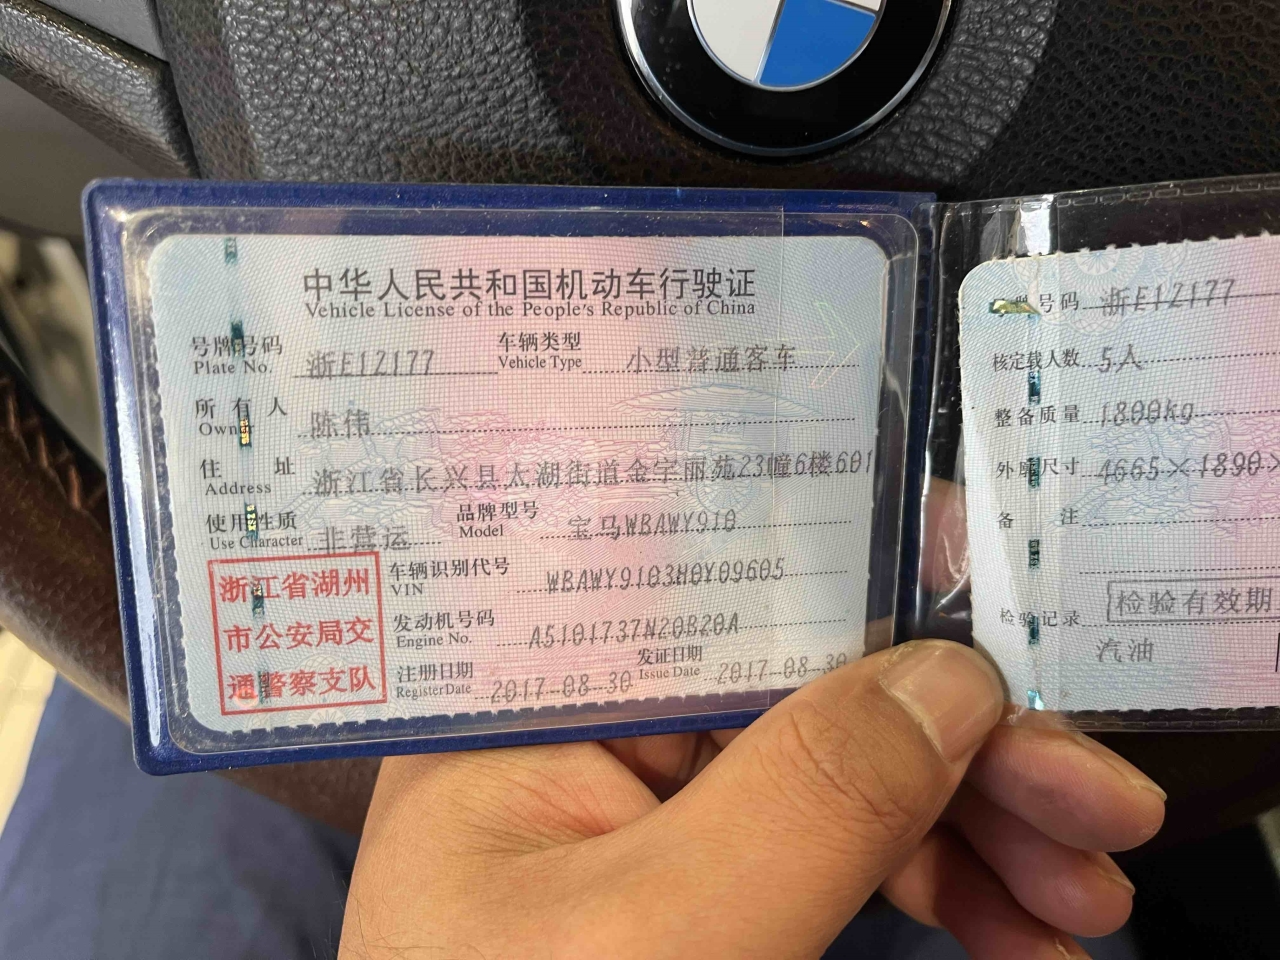 中华人民共和国机动车行驶证
Vehicle License of the People's Republic of China
号牌号码 浙E12177 车辆类型 小型普通客车
Plate No. Vehicle Type
所有人 陈伟
Owner
住址 浙江省长兴县太湖街道金宇丽苑23幢6楼601
Address
使用性质 非营运 品牌型号 宝马WBAWY910
Use Character Model
浙江省湖州
市公安局交
通警察支队
车辆识别代号 WBAWY9103H0Y09605
VIN
发动机号码 A5101737N20B20A
Engine No.
注册日期 2017-08-30 发证日期 2017-08-30
Register Date Issue Date
号码 浙E12177
核定载人数 5人
整备质量 1800kg
外廓尺寸 4665×1890×
备注
检验记录 检验有效期
汽油